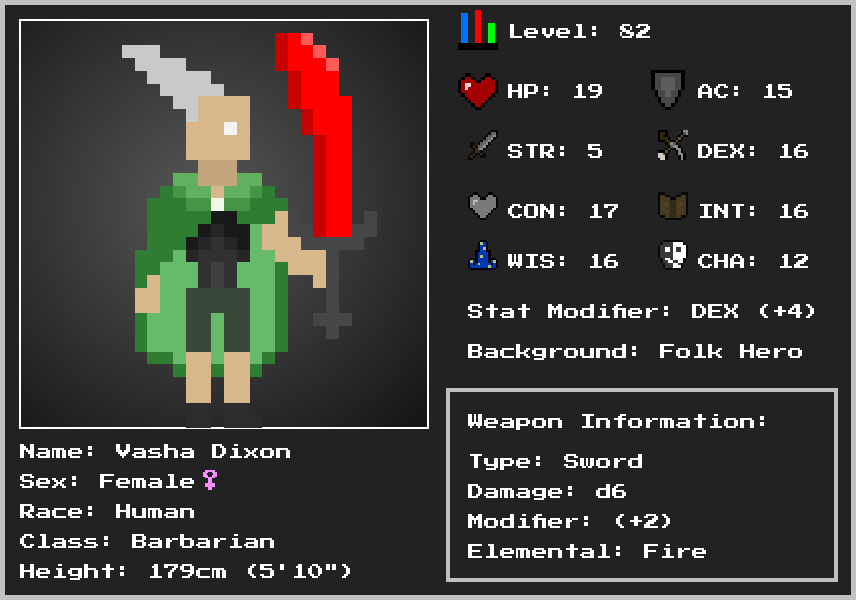 Level: 82
HP: 19
AC: 15
STR: 5
DEX: 16
CON: 17
INT: 16
WIS: 16
CHA: 12
Stat Modifier: DEX (+4)
Background: Folk Hero
Weapon Information:
Type: Sword
Damage: d6
Modifier: (+2)
Elemental: Fire
Name: Vasha Dixon
Sex: Female♀
Race: Human
Class: Barbarian
Height: 179cm (5'10")